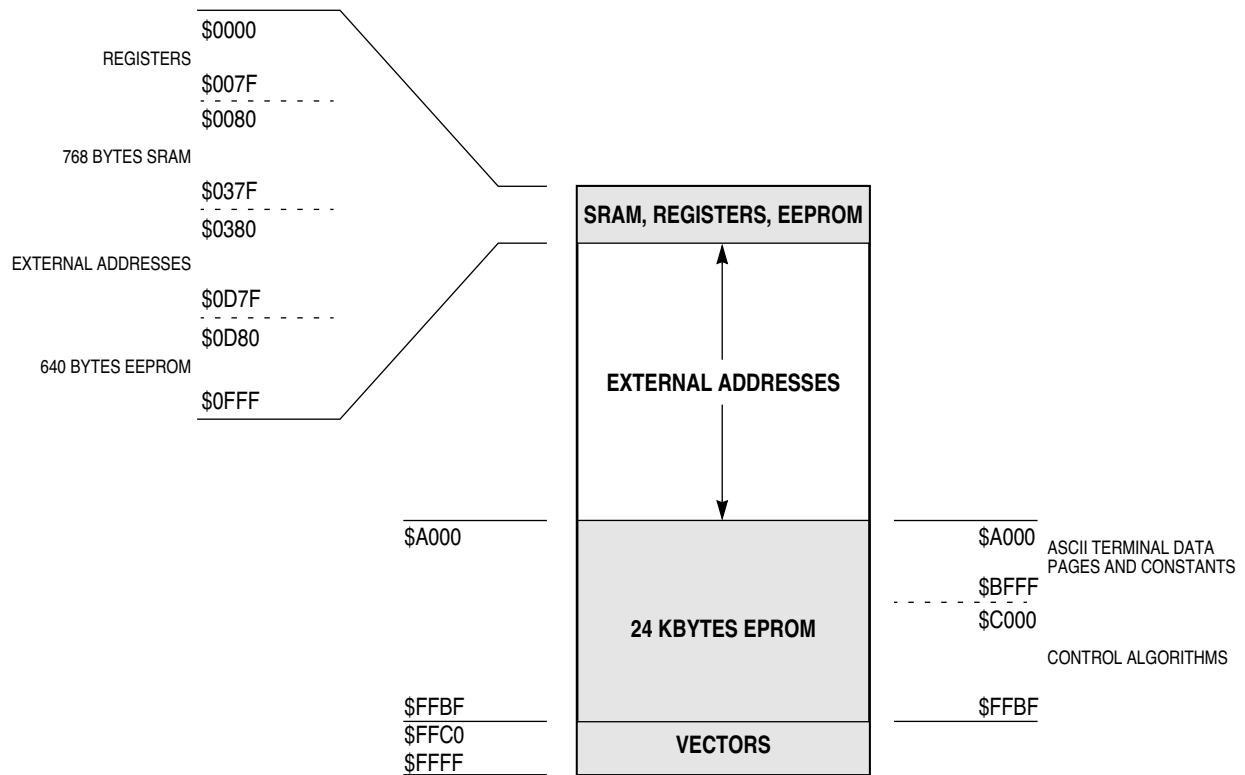 $0000
REGISTERS
$007F
$0080
768 BYTES SRAM
$037F
$0380
EXTERNAL ADDRESSES
$0D7F
$0D80
640 BYTES EEPROM
$0FFF
SRAM, REGISTERS, EEPROM
EXTERNAL ADDRESSES
$A000
24 KBYTES EPROM
$FFBF
$FFC0
$FFFF
VECTORS
$A000
ASCII TERMINAL DATA
PAGES AND CONSTANTS
$BFFF
$C000
CONTROL ALGORITHMS
$FFBF